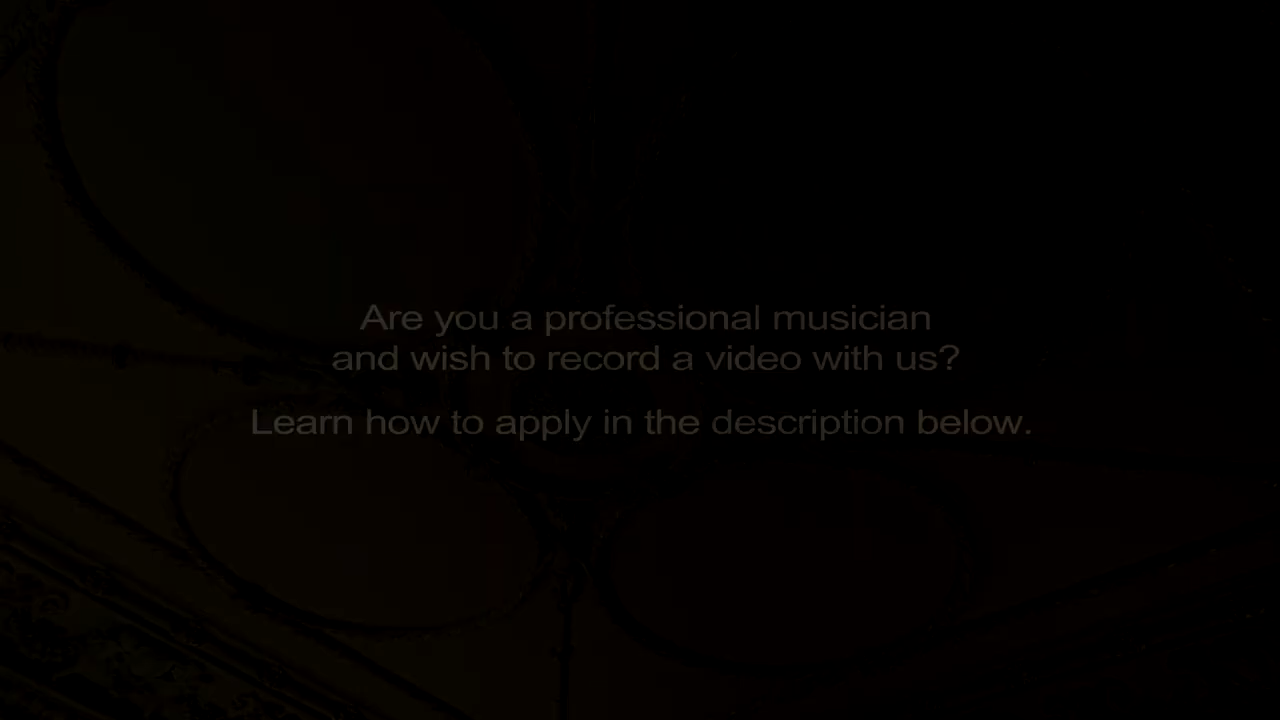 Are you a professional musician
and wish to record a video with us?
Learn how to apply in the description below.